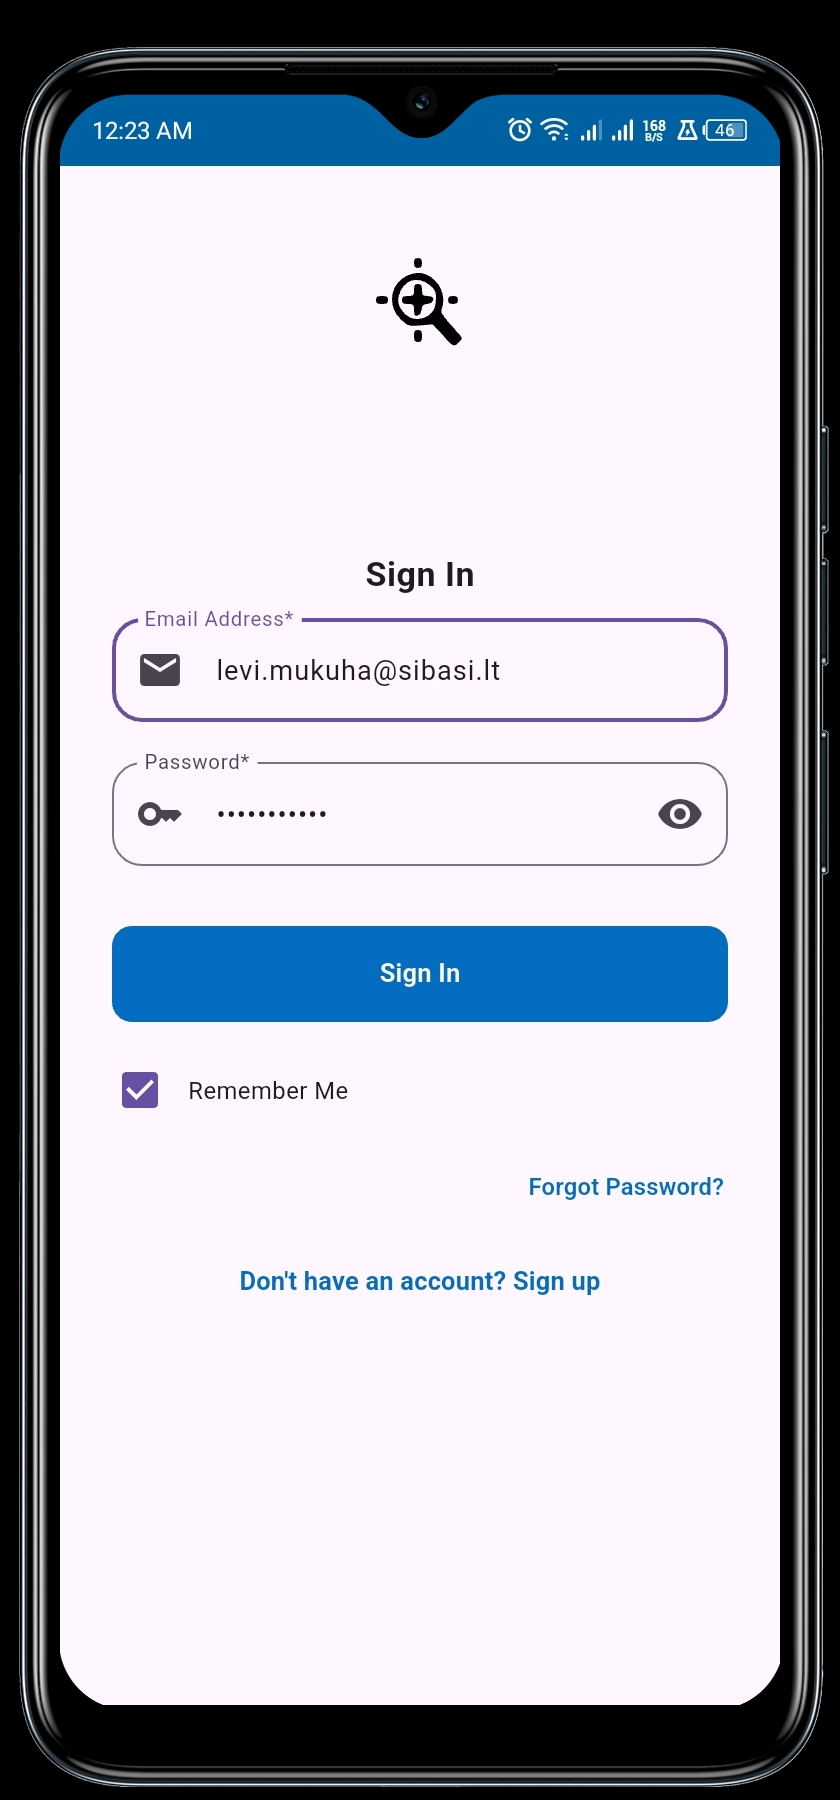 12:23 AM
168
B/S
46
Sign In
Email Address*
levi.mukuha@sibasi.lt
Password*
•••••••••••
Sign In
Remember Me
Forgot Password?
Don't have an account? Sign up